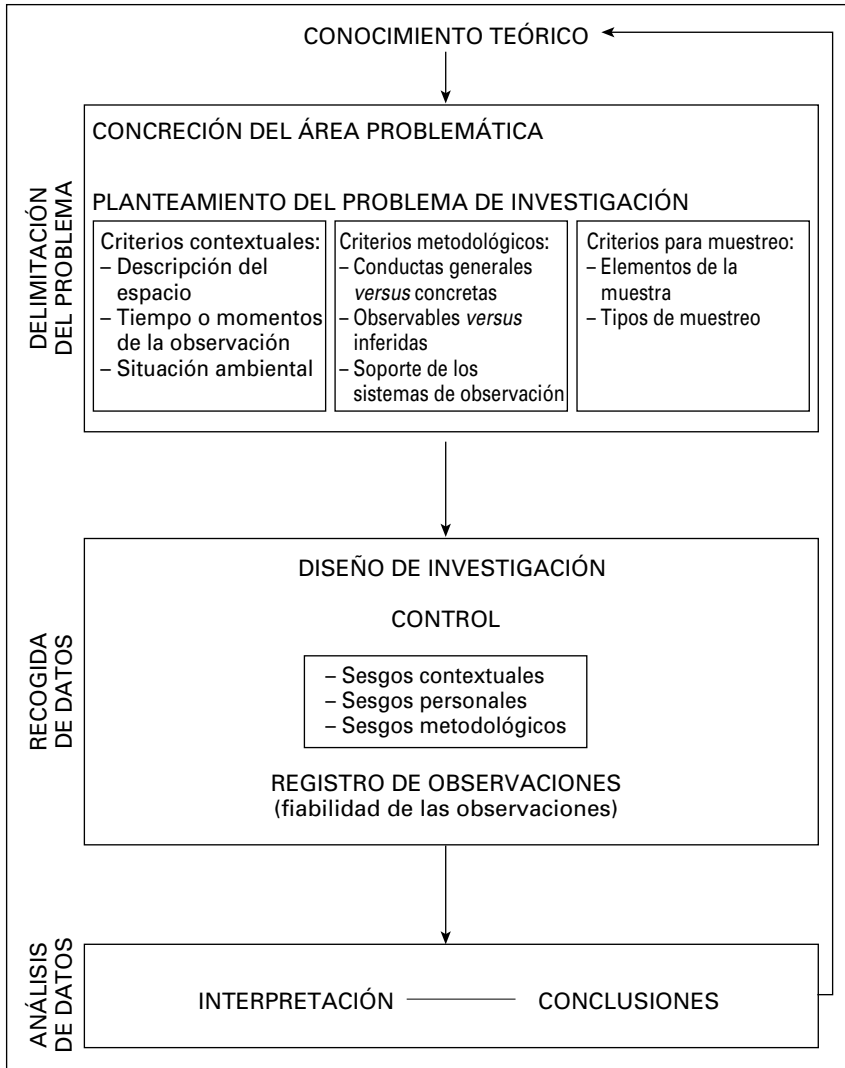 CONOCIMIENTO TEÓRICO
DELIMITACIÓN
DEL PROBLEMA
CONCRECIÓN DEL ÁREA PROBLEMÁTICA
PLANTEAMIENTO DEL PROBLEMA DE INVESTIGACIÓN
Criterios contextuales:
– Descripción del
espacio
– Tiempo o momentos
de la observación
– Situación ambiental
Criterios metodológicos:
– Conductas generales
versus concretas
– Observables versus
inferidas
– Soporte de los
sistemas de observación
Criterios para muestreo:
– Elementos de la
muestra
– Tipos de muestreo
RECOGIDA
DE DATOS
DISEÑO DE INVESTIGACIÓN
CONTROL
– Sesgos contextuales
– Sesgos personales
– Sesgos metodológicos
REGISTRO DE OBSERVACIONES
(fiabilidad de las observaciones)
ANÁLISIS
DE DATOS
INTERPRETACIÓN
CONCLUSIONES